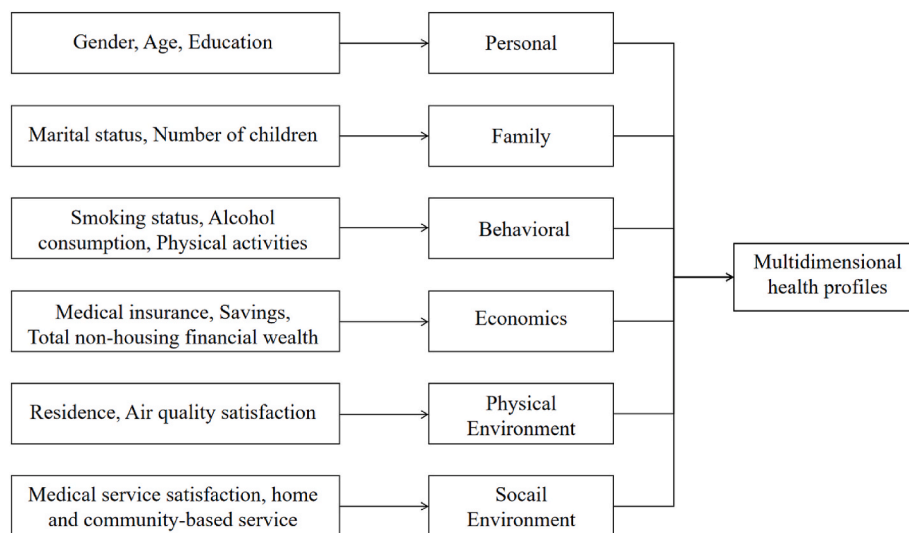 Gender, Age, Education
Personal
Marital status, Number of children
Family
Smoking status, Alcohol
consumption, Physical activities
Behavioral
Multidimensional
health profiles
Medical insurance, Savings,
Total non-housing financial wealth
Economics
Residence, Air quality satisfaction
Physical
Environment
Medical service satisfaction, home
and community-based service
Socail
Environment